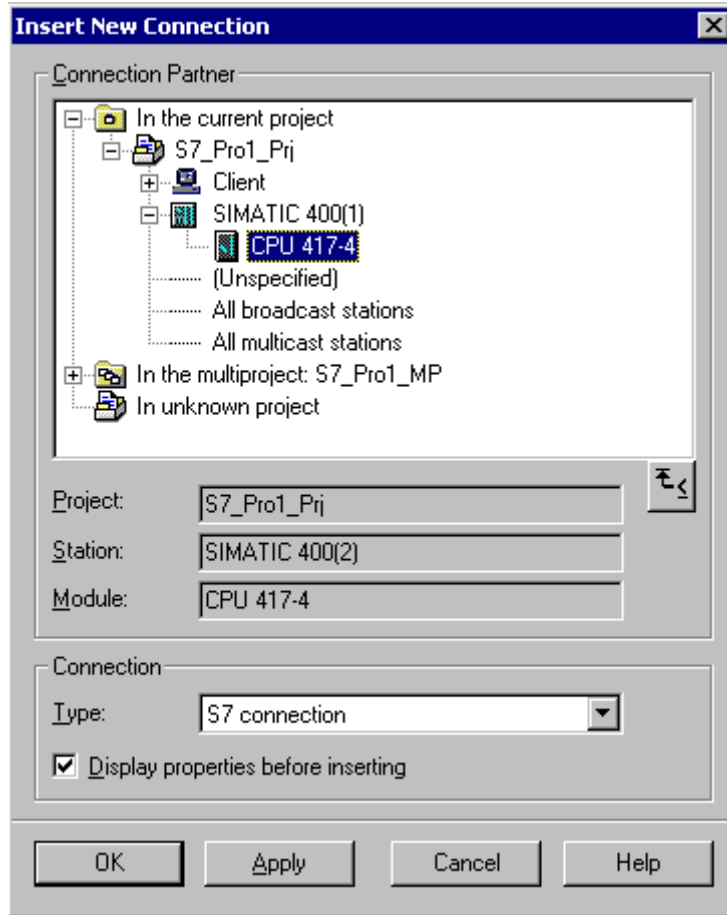 Insert New Connection
Connection Partner
In the current project
S7_Pro1_Prj
Client
SIMATIC 400(1)
CPU 417-4
(Unspecified)
All broadcast stations
All multicast stations
In the multiproject: S7_Pro1_MP
In unknown project
Project: S7_Pro1_Prj
Station: SIMATIC 400(2)
Module: CPU 417-4
Connection
Type: S7 connection
Display properties before inserting
OK Apply Cancel Help